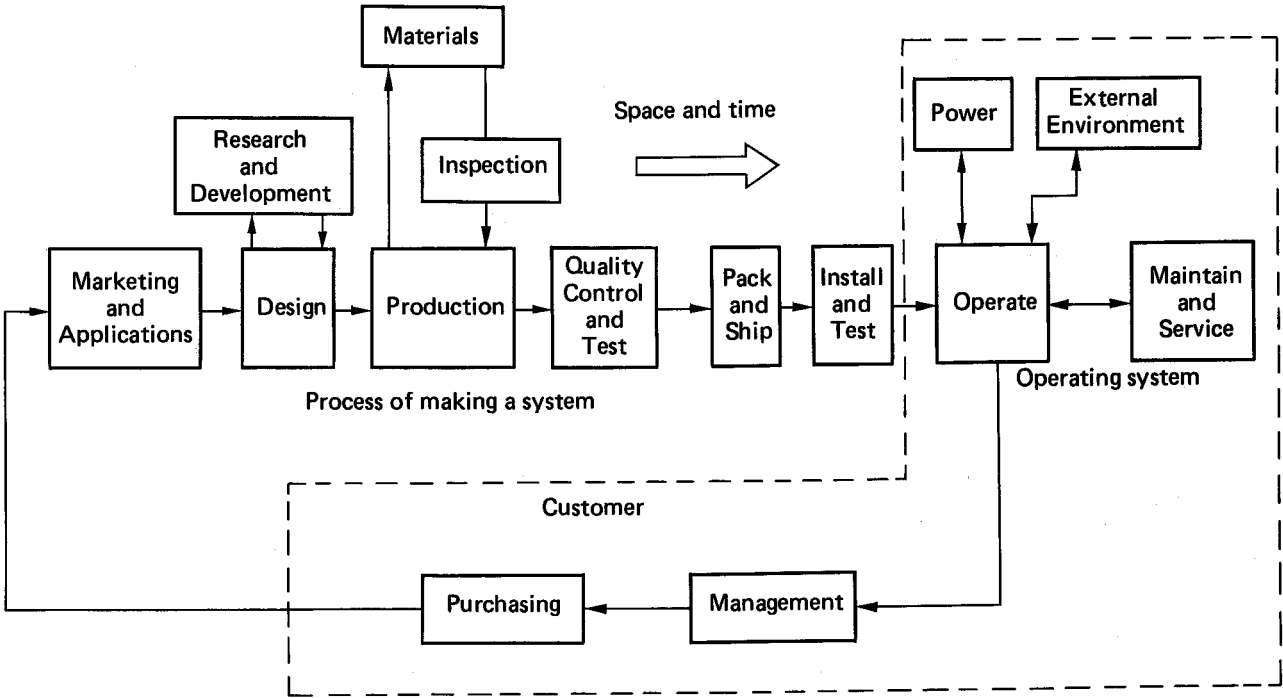 Materials
Space and time
Power
External
Environment
Research
and
Development
Inspection
Marketing
and
Applications
Design
Production
Quality
Control
and
Test
Pack
and
Ship
Install
and
Test
Operate
Maintain
and
Service
Process of making a system
Operating system
Customer
Purchasing
Management